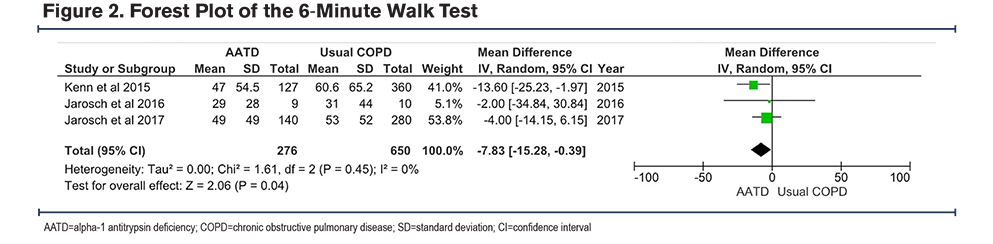 Figure 2. Forest Plot of the 6-Minute Walk Test
AATD Usual COPD Mean Difference Mean Difference
Study or Subgroup Mean SD Total Mean SD Total Weight IV, Random, 95% CI Year IV, Random, 95% CI
Kenn et al 2015 47 54.5 127 60.6 65.2 360 41.0% -13.60 [-25.23, -1.97] 2015
Jarosch et al 2016 29 28 9 31 44 10 5.1% -2.00 [-34.84, 30.84] 2016
Jarosch et al 2017 49 49 140 53 52 280 53.8% -4.00 [-14.15, 6.15] 2017
Total (95% CI) 276 650 100.0% -7.83 [-15.28, -0.39]
Heterogeneity: Tau² = 0.00; Chi² = 1.61, df = 2 (P = 0.45); I² = 0%
Test for overall effect: Z = 2.06 (P = 0.04)
-100 -50 0 50 100
AATD Usual COPD
AATD=alpha-1 antitrypsin deficiency; COPD=chronic obstructive pulmonary disease; SD=standard deviation; CI=confidence interval